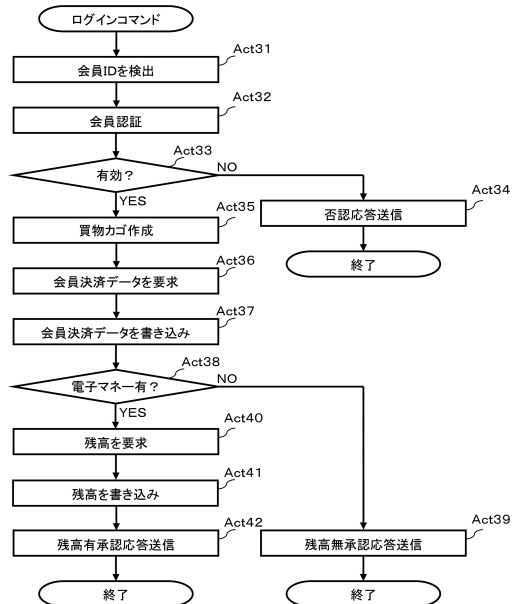 ログインコマンド
Act31
会員IDを検出
Act32
会員認証
Act33
有効？
NO
YES
Act34
否認応答送信
終了
Act35
買物カゴ作成
Act36
会員決済データを要求
Act37
会員決済データを書き込み
Act38
電子マネー有？
NO
YES
Act40
残高を要求
Act41
残高を書き込み
Act42
残高有承認応答送信
終了
Act39
残高無承認応答送信
終了